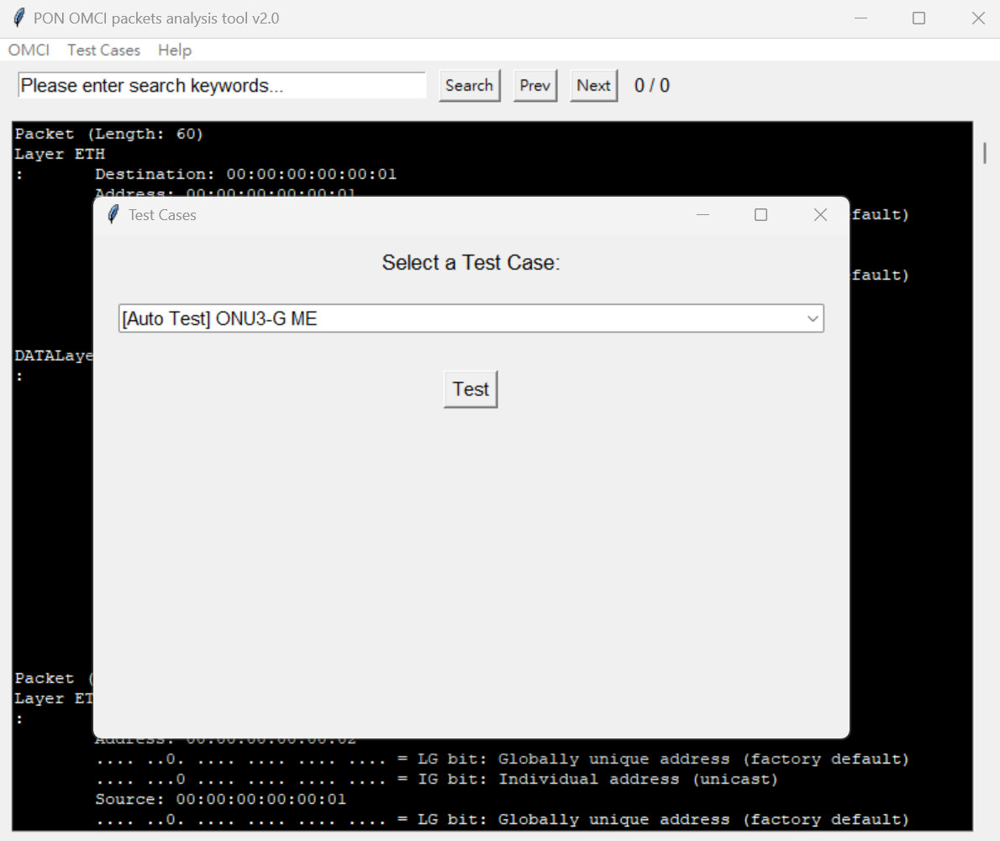 PON OMCI packets analysis tool v2.0
OMCI Test Cases Help
Please enter search keywords... Search Prev Next 0 / 0
Packet (Length: 60)
Layer ETH
: Destination: 00:00:00:00:00:01
Address: 00:00:00:00:00:01
fault)
fault)
Test Cases
Select a Test Case:
[Auto Test] ONU3-G ME
Test
DATALaye
:
Packet (
Layer ET
:
Address: 00:00:00:00:00:02
.... ..0. .... .... .... .... = LG bit: Globally unique address (factory default)
.... ...0 .... .... .... .... = IG bit: Individual address (unicast)
Source: 00:00:00:00:00:01
.... ..0. .... .... .... .... = LG bit: Globally unique address (factory default)